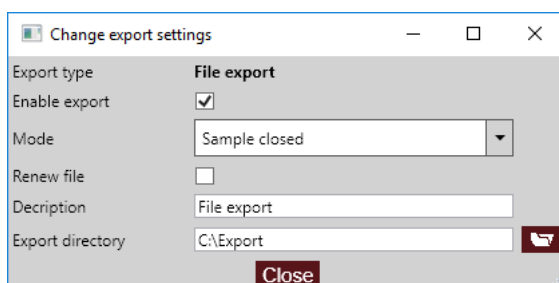 Change export settings
Export type File export
Enable export
Mode Sample closed
Renew file
Decription File export
Export directory C:\Export
Close